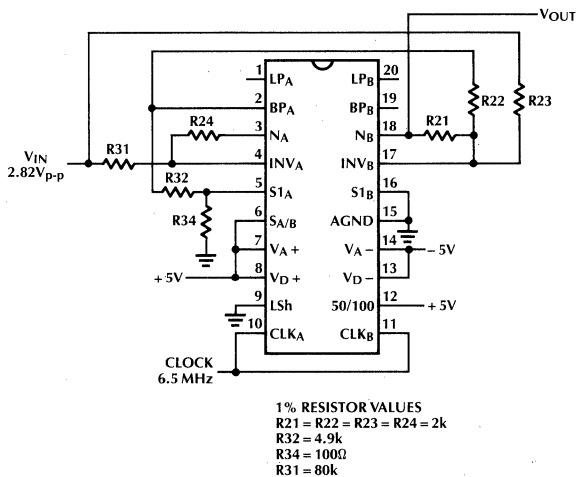 VOUT
1 LPA LPB 20
2 BPA BPB 19
R22 R23
R24 3 NA NB 18 R21
VIN
2.82Vp-p
R31 4 INVA INVB 17
R32 5 S1A S1B 16
R34 6 SA/B AGND 15
7 VA+ VA− 14 −5V
+5V 8 VD+ VD− 13
9 LSh 50/100 12 +5V
10 CLKA CLKB 11
CLOCK
6.5 MHz
1% RESISTOR VALUES
R21 = R22 = R23 = R24 = 2k
R32 = 4.9k
R34 = 100Ω
R31 = 80k